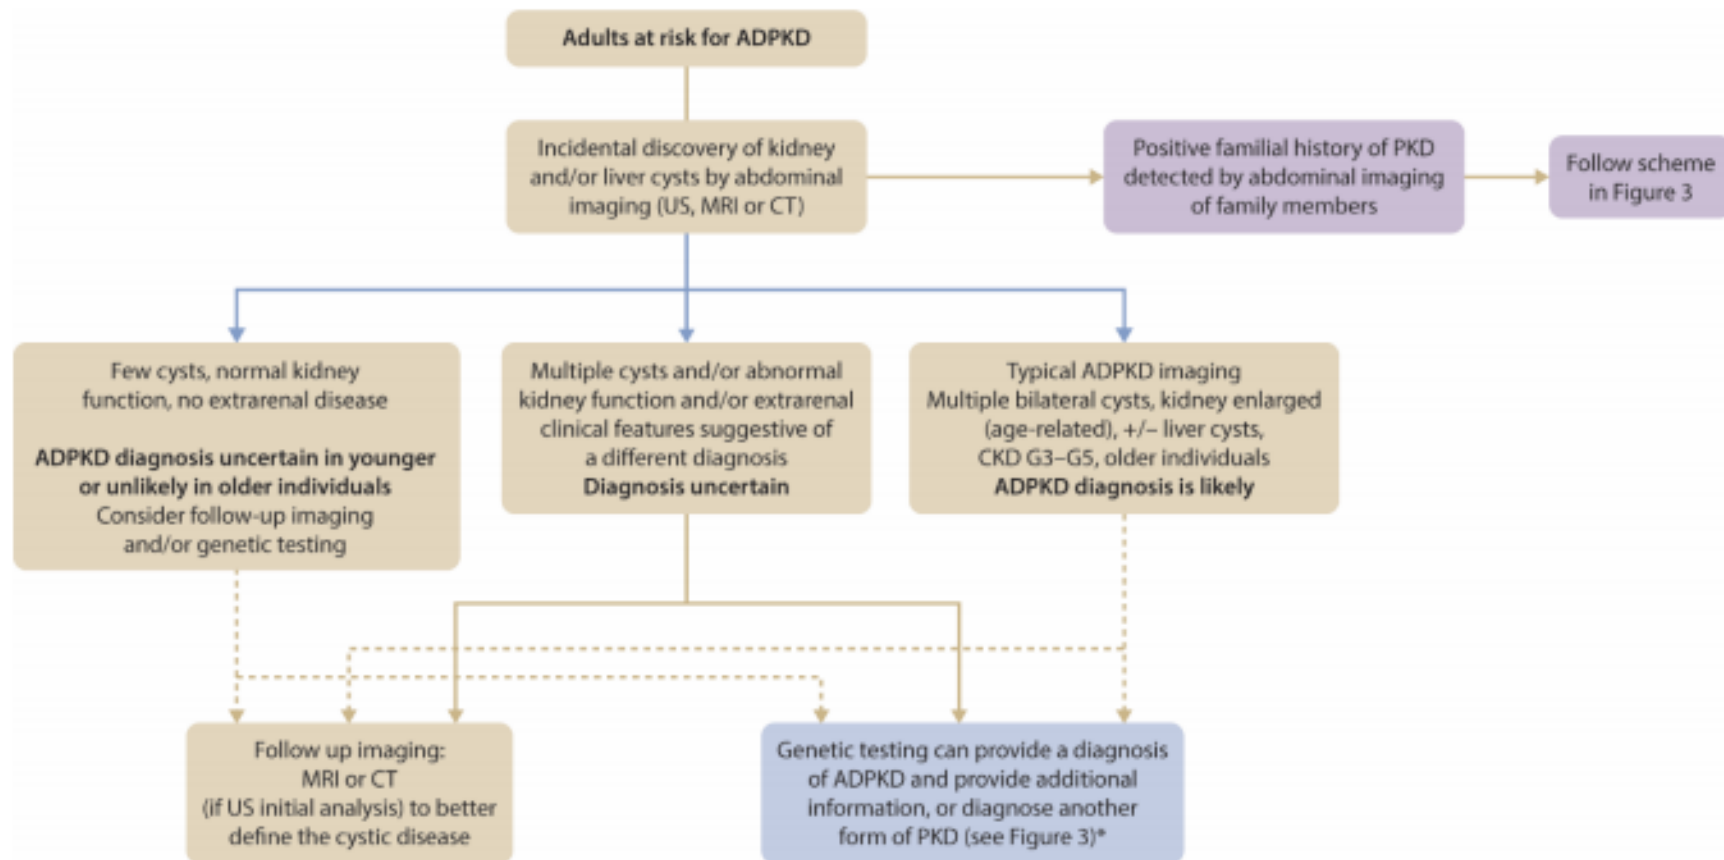 Adults at risk for ADPKD
Incidental discovery of kidney
and/or liver cysts by abdominal
imaging (US, MRI or CT)
Positive familial history of PKD
detected by abdominal imaging
of family members
Follow scheme
in Figure 3
Few cysts, normal kidney
function, no extrarenal disease
ADPKD diagnosis uncertain in younger
or unlikely in older individuals
Consider follow-up imaging
and/or genetic testing
Multiple cysts and/or abnormal
kidney function and/or extrarenal
clinical features suggestive of
a different diagnosis
Diagnosis uncertain
Typical ADPKD imaging
Multiple bilateral cysts, kidney enlarged
(age-related), +/– liver cysts,
CKD G3–G5, older individuals
ADPKD diagnosis is likely
Follow up imaging:
MRI or CT
(if US initial analysis) to better
define the cystic disease
Genetic testing can provide a diagnosis
of ADPKD and provide additional
information, or diagnose another
form of PKD (see Figure 3)*